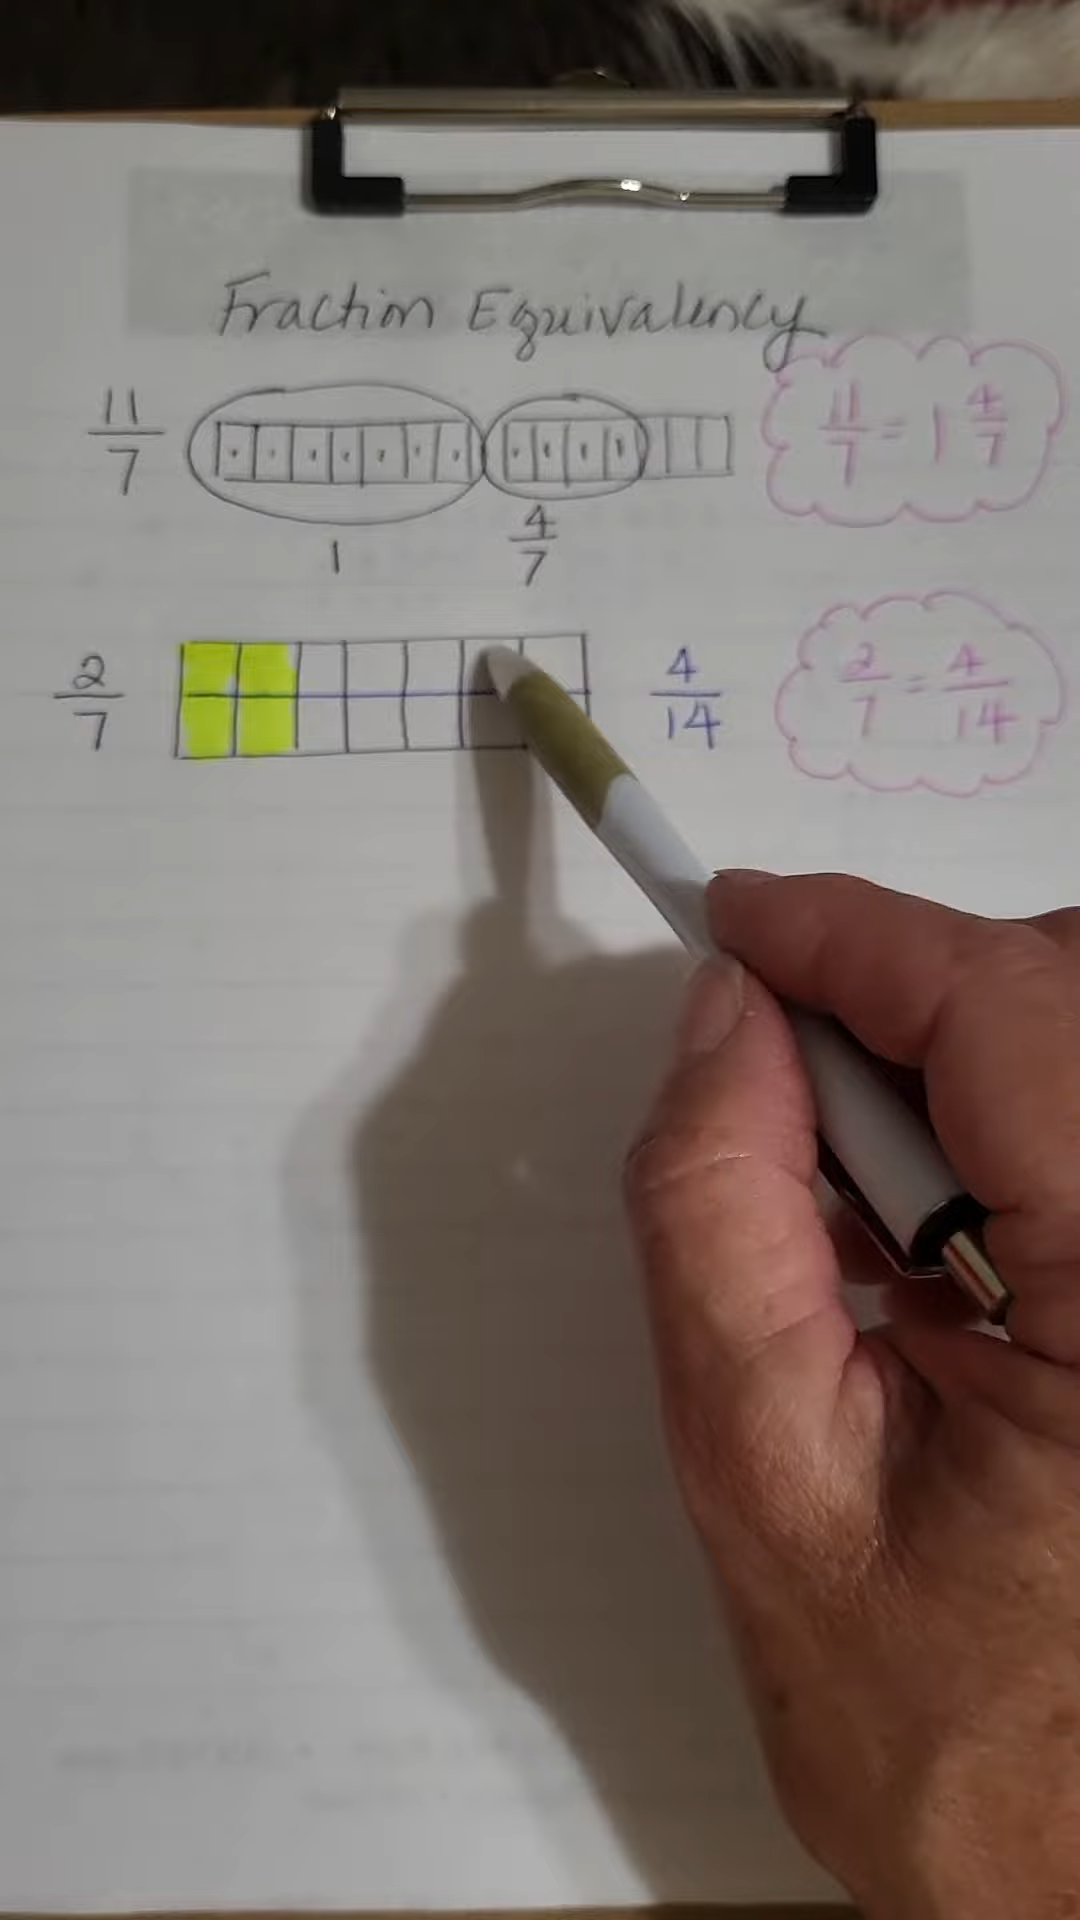 Fraction Equivalency
11/7
11/7 = 1 4/7
1
4/7
2/7
4/14
2/7 = 4/14